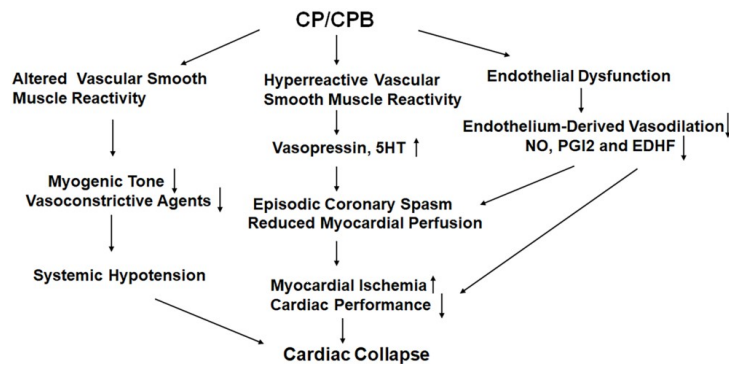 CP/CPB
Altered Vascular Smooth
Muscle Reactivity
Hyperreactive Vascular
Smooth Muscle Reactivity
Endothelial Dysfunction
Vasopressin, 5HT ↑
Endothelium-Derived Vasodilation ↓
NO, PGI2 and EDHF ↓
Myogenic Tone ↓
Vasoconstrictive Agents ↓
Episodic Coronary Spasm
Reduced Myocardial Perfusion
Systemic Hypotension
Myocardial Ischemia ↑
Cardiac Performance ↓
Cardiac Collapse